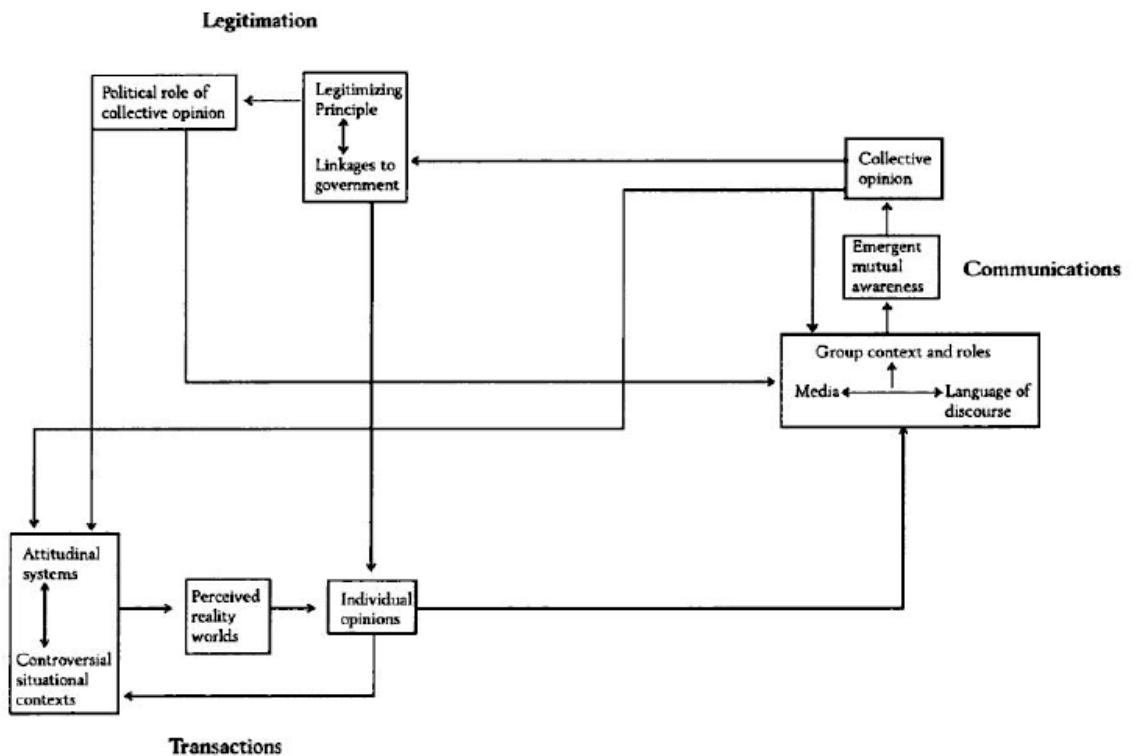 Legitimation
Political role of
collective opinion
Legitimizing
Principle
Linkages to
government
Collective
opinion
Emergent
mutual
awareness
Communications
Group context and roles
Media
Language of
discourse
Attitudinal
systems
Controversial
situational
contexts
Perceived
reality
worlds
Individual
opinions
Transactions